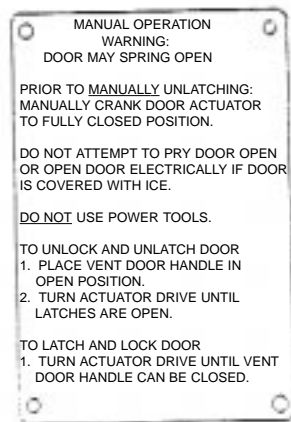 MANUAL OPERATION
WARNING:
DOOR MAY SPRING OPEN
PRIOR TO MANUALLY UNLATCHING:
MANUALLY CRANK DOOR ACTUATOR
TO FULLY CLOSED POSITION.
DO NOT ATTEMPT TO PRY DOOR OPEN
OR OPEN DOOR ELECTRICALLY IF DOOR
IS COVERED WITH ICE.
DO NOT USE POWER TOOLS.
TO UNLOCK AND UNLATCH DOOR
1. PLACE VENT DOOR HANDLE IN
OPEN POSITION.
2. TURN ACTUATOR DRIVE UNTIL
LATCHES ARE OPEN.
TO LATCH AND LOCK DOOR
1. TURN ACTUATOR DRIVE UNTIL VENT
DOOR HANDLE CAN BE CLOSED.